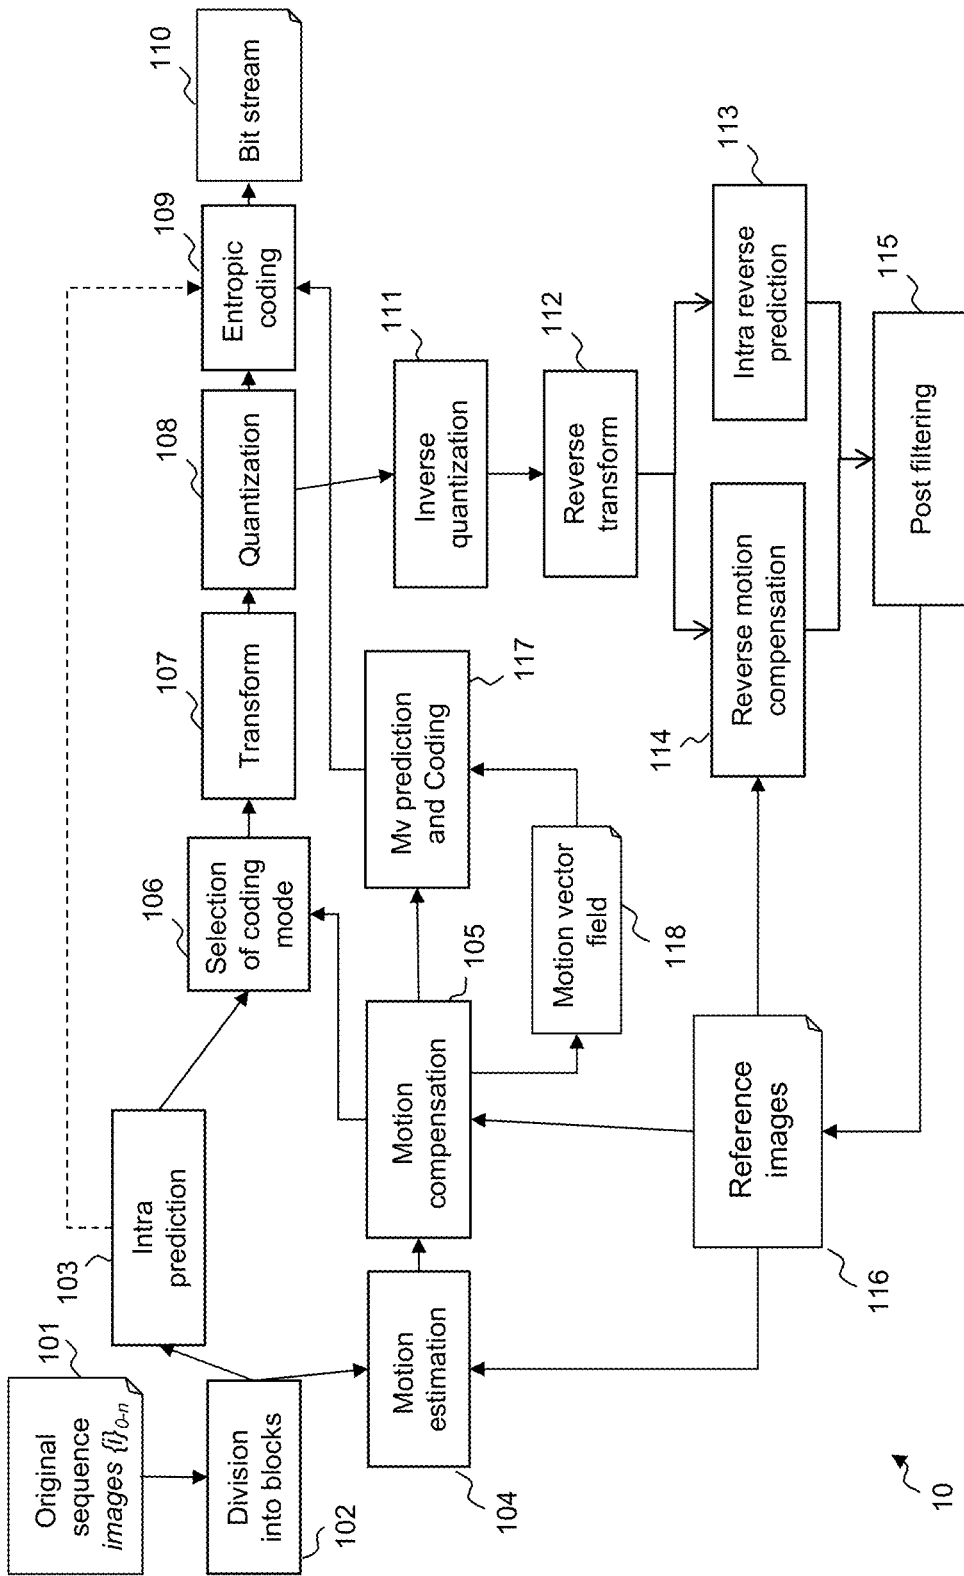 Original
sequence
images {I}0-n
101
Division
into blocks
102
Intra
prediction
103
Motion
estimation
104
Motion
compensation
105
Selection
of coding
mode
106
Transform
107
Quantization
108
Entropic
coding
109
Bit stream
110
Inverse
quantization
111
Reverse
transform
112
Intra reverse
prediction
113
Reverse motion
compensation
114
Post filtering
115
Reference
images
116
Mv prediction
and Coding
117
Motion vector
field
118
10